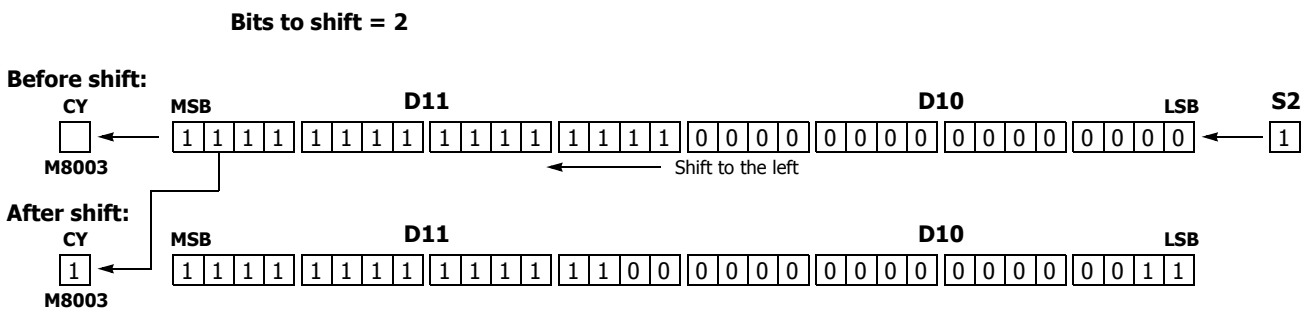 Bits to shift = 2
Before shift:
CY MSB D11 D10 LSB S2
1 1 1 1 1 1 1 1 1 1 1 1 1 1 1 1 0 0 0 0 0 0 0 0 0 0 0 0 0 0 0 0 1
M8003 Shift to the left
After shift:
CY MSB D11 D10 LSB
1 1 1 1 1 1 1 1 1 1 1 1 1 1 1 0 0 0 0 0 0 0 0 0 0 0 0 0 0 0 0 1 1
M8003